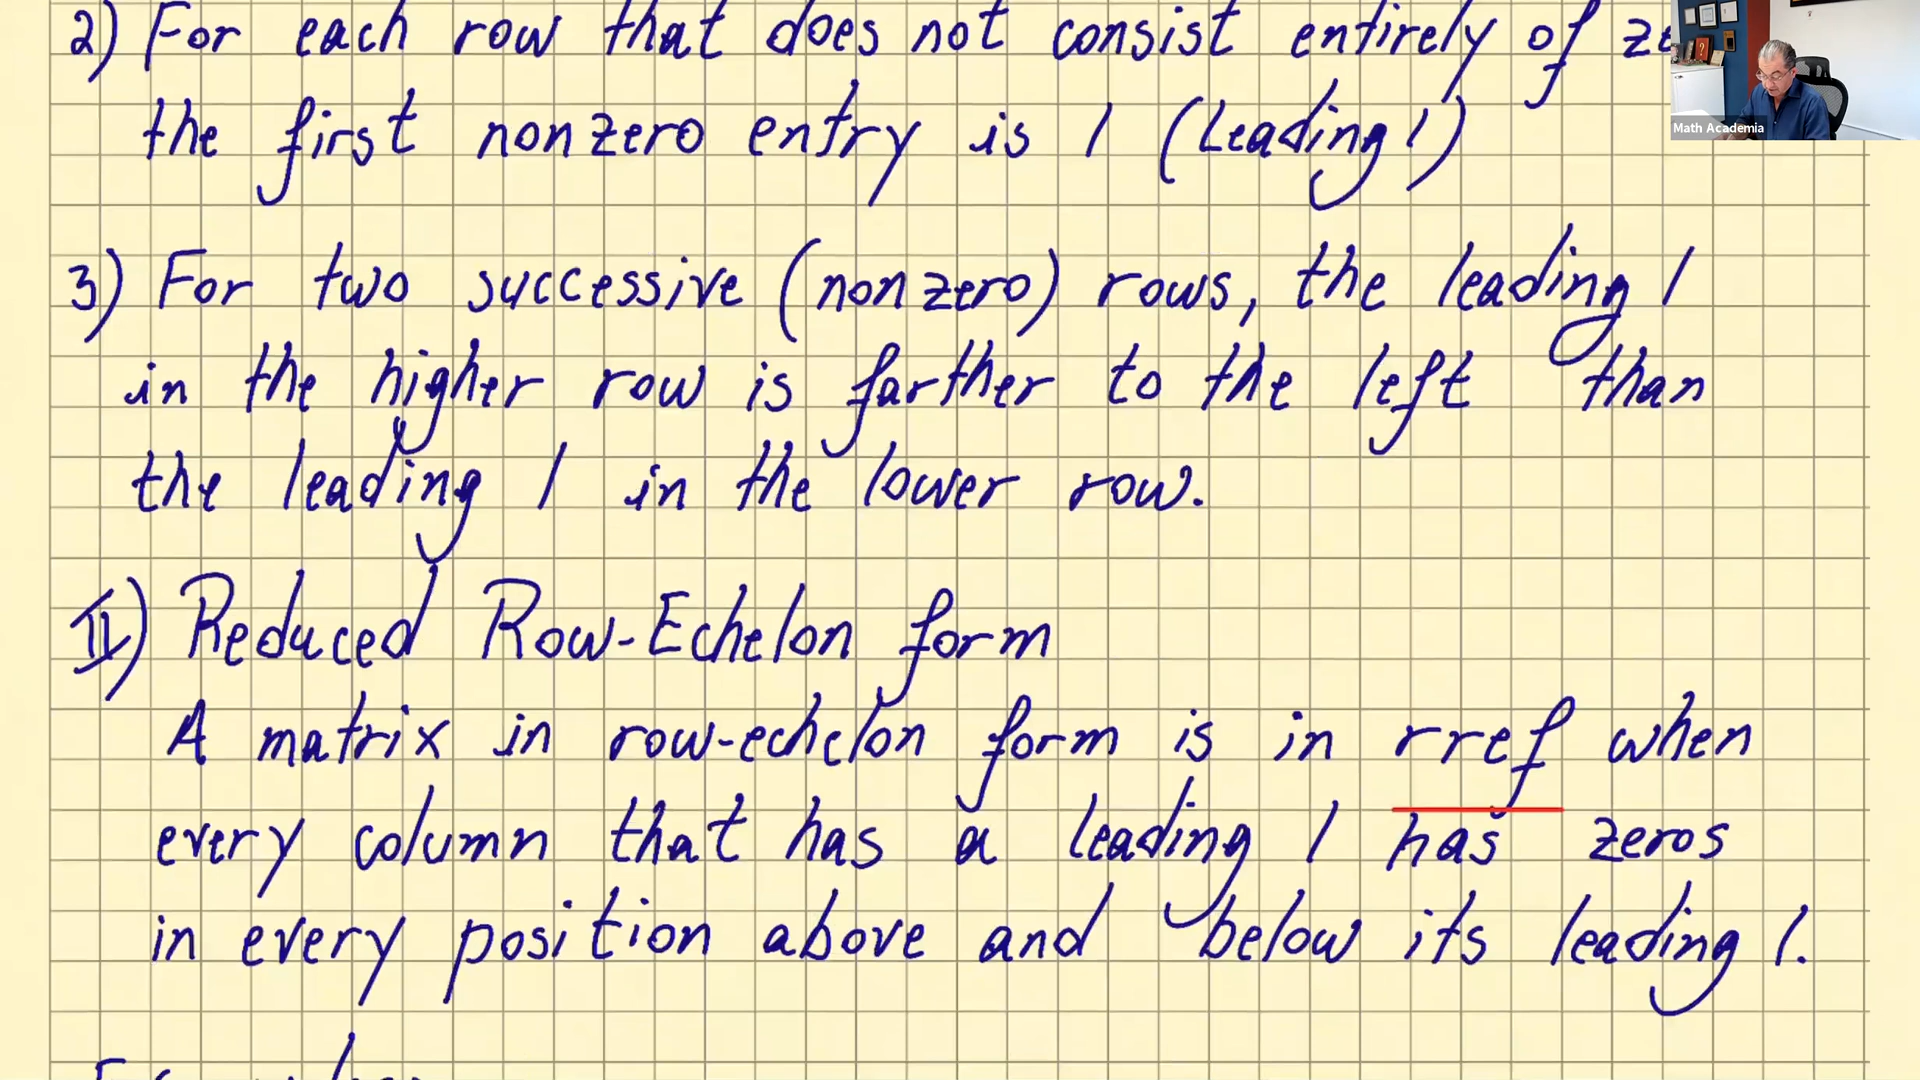 2) For each row that does not consist entirely of
the first nonzero entry is 1 (Leading 1)
Math Academia
3) For two successive (nonzero) rows, the leading 1
in the higher row is farther to the left than
the leading 1 in the lower row.
II) Reduced Row-Echelon form
A matrix in row-echelon form is in rref when
every column that has a leading 1 has zeros
in every position above and below its leading 1.